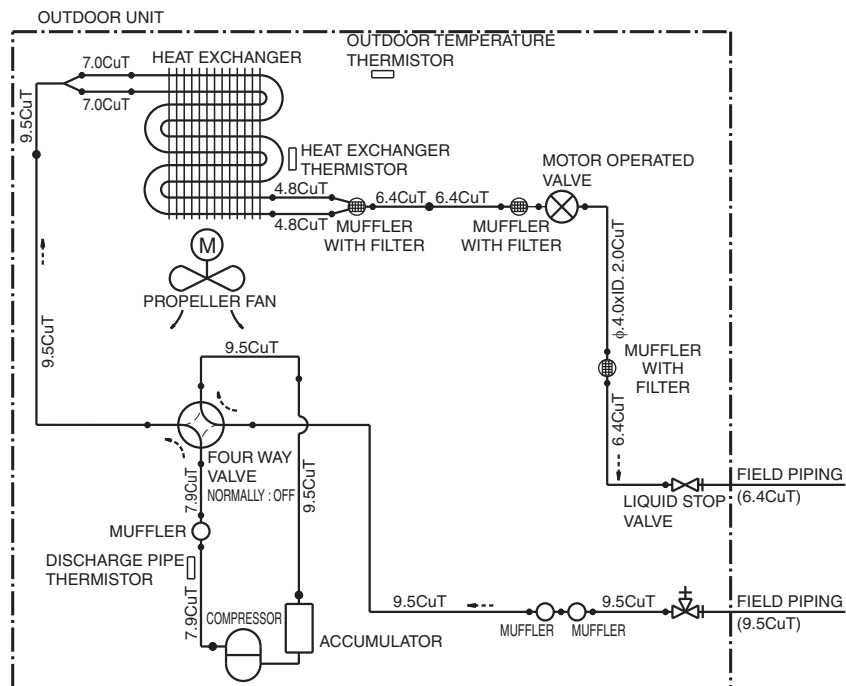 OUTDOOR UNIT
7.0CuT
HEAT EXCHANGER
OUTDOOR TEMPERATURE
THERMISTOR
7.0CuT
9.5CuT
HEAT EXCHANGER
THERMISTOR
MOTOR OPERATED
VALVE
4.8CuT
6.4CuT
6.4CuT
4.8CuT
MUFFLER
WITH FILTER
MUFFLER
WITH FILTER
M
PROPELLER FAN
ϕ.4.0xID. 2.0CuT
9.5CuT
9.5CuT
MUFFLER
WITH
FILTER
6.4CuT
FOUR WAY
VALVE
NORMALLY : OFF
7.9CuT
9.5CuT
FIELD PIPING
(6.4CuT)
LIQUID STOP
VALVE
MUFFLER
DISCHARGE PIPE
THERMISTOR
7.9CuT
COMPRESSOR
ACCUMULATOR
9.5CuT
9.5CuT
MUFFLER
MUFFLER
FIELD PIPING
(9.5CuT)